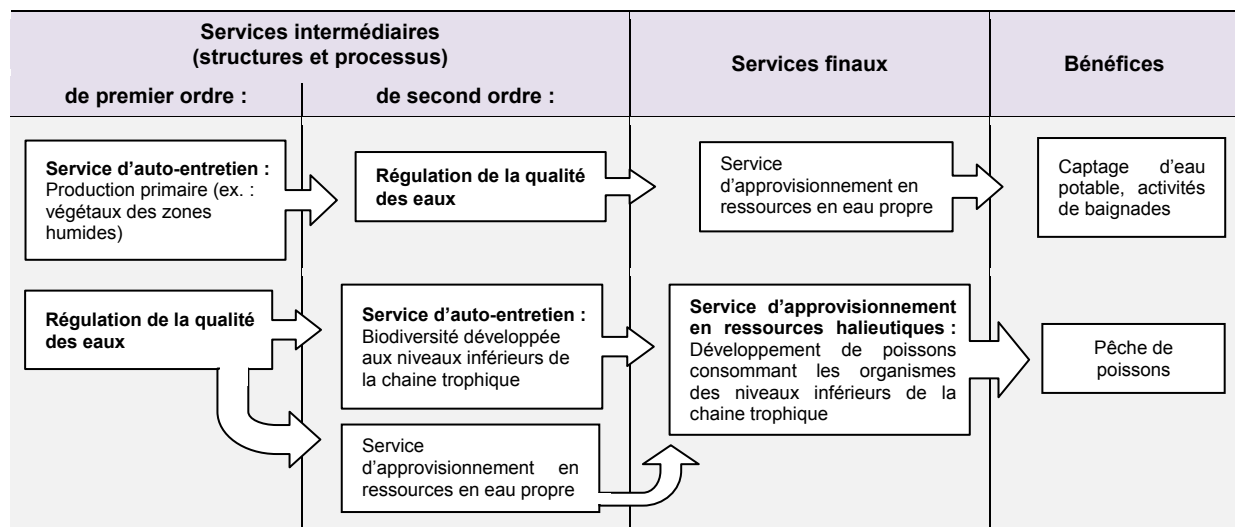 Services intermédiaires
(structures et processus)
Services finaux
Bénéfices
de premier ordre :
de second ordre :
Service d’auto-entretien :
Production primaire (ex. :
végétaux des zones
humides)
Régulation de la qualité
des eaux
Service
d’approvisionnement en
ressources en eau propre
Captage d’eau
potable, activités
de baignades
Régulation de la qualité
des eaux
Service d’auto-entretien :
Biodiversité développée
aux niveaux inférieurs de
la chaine trophique
Service d’approvisionnement
en ressources halieutiques :
Développement de poissons
consommant les organismes
des niveaux inférieurs de la
chaine trophique
Pêche de
poissons
Service
d’approvisionnement en
ressources en eau propre